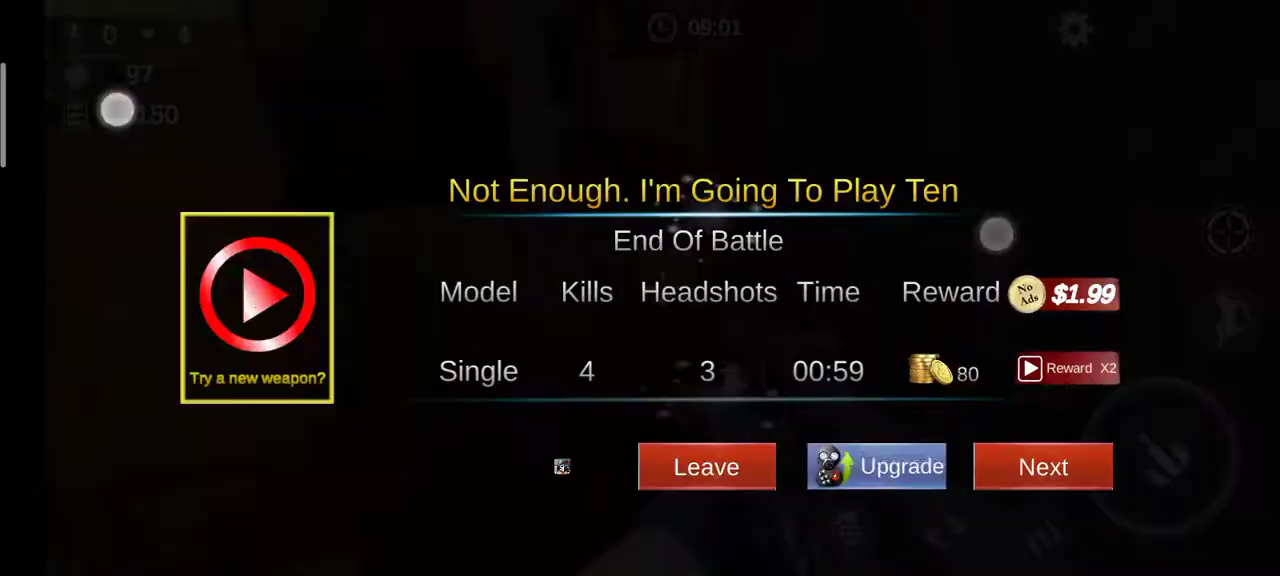 0
09:01
97
150
Not Enough. I'm Going To Play Ten
End Of Battle
Model Kills Headshots Time Reward No Ads $1.99
Single 4 3 00:59 80 Reward X2
Try a new weapon?
Leave Upgrade Next